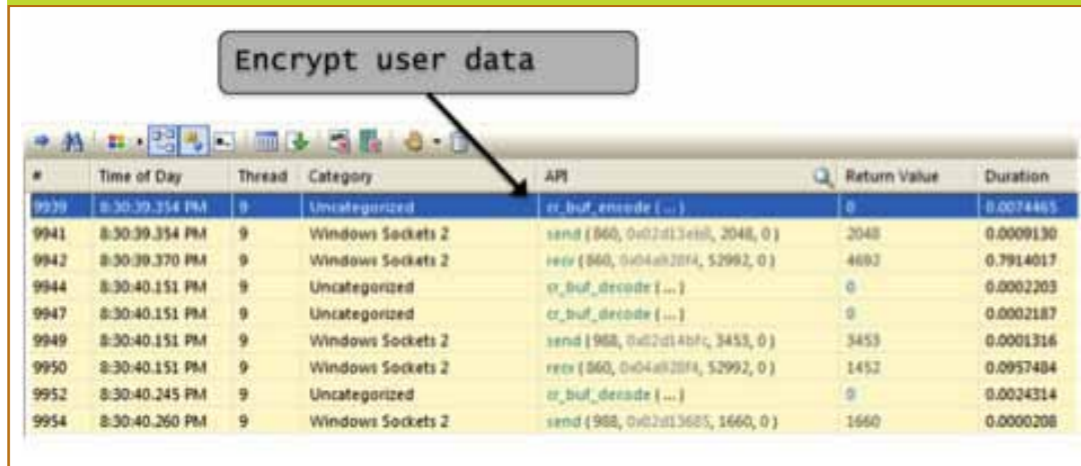 Encrypt user data
# Time of Day Thread Category API Return Value Duration
9939 8:30:39.354 PM 9 Uncategorized cr_buf_encode ( ... ) 0 0.0074465
9941 8:30:39.354 PM 9 Windows Sockets 2 send ( 860, 2048, 0 ) 2048 0.0009130
9942 8:30:39.370 PM 9 Windows Sockets 2 recv ( 860, 52992, 0 ) 4692 0.7914017
9944 8:30:40.151 PM 9 Uncategorized cr_buf_decode ( ... ) 0 0.0002203
9947 8:30:40.151 PM 9 Uncategorized cr_buf_decode ( ... ) 0 0.0002187
9949 8:30:40.151 PM 9 Windows Sockets 2 send ( 988, 3453, 0 ) 3453 0.0001316
9950 8:30:40.151 PM 9 Windows Sockets 2 recv ( 860, 52992, 0 ) 1452 0.0957484
9952 8:30:40.245 PM 9 Uncategorized cr_buf_decode ( ... ) 0 0.0024314
9954 8:30:40.260 PM 9 Windows Sockets 2 send ( 988, 1660, 0 ) 1660 0.0000208